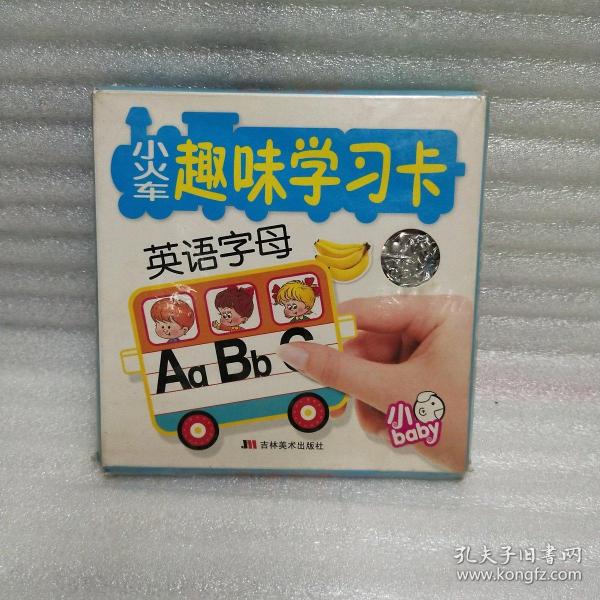 小火车
趣味学习卡
英语字母
Aa Bb
小
baby
JM 吉林美术出版社
孔夫子旧书网
www.kongfz.com